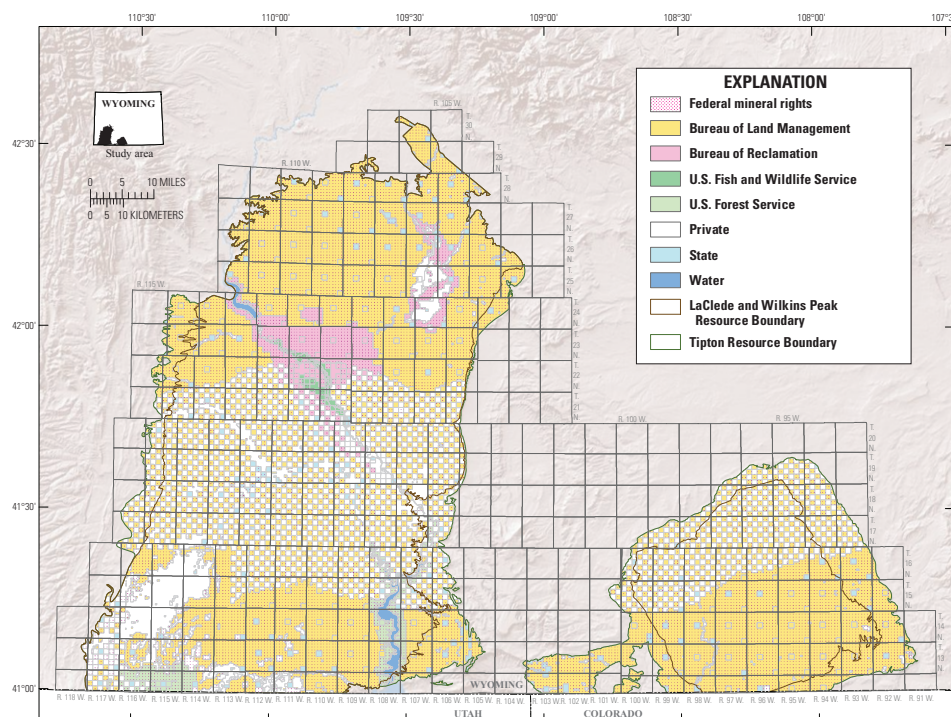 110°30' 110°00' 109°30' 109°00' 108°30' 108°00' 107°3
WYOMING
Study area
0 5 10 MILES
0 5 10 KILOMETERS
42°30'
42°00'
41°30'
41°00'
EXPLANATION
Federal mineral rights
Bureau of Land Management
Bureau of Reclamation
U.S. Fish and Wildlife Service
U.S. Forest Service
Private
State
Water
LaClede and Wilkins Peak
Resource Boundary
Tipton Resource Boundary
R. 105 W.
T.
30
N.
R. 110 W.
T.
28
N.
T.
27
N.
T.
26
N.
T.
25
N.
R. 115 W.
T.
24
N.
T.
23
N.
T.
22
N.
T.
21
N.
R. 100 W.
R. 95 W.
T.
20
N.
T.
19
N.
T.
18
N.
T.
17
N.
T.
16
N.
T.
15
N.
T.
14
N.
T.
13
N.
R. 118 W. R. 117 W. R. 116 W. R. 115 W. R. 114 W. R. 113 W. R. 112 W. R. 111 W. R. 110 W. R. 109 W. R. 108 W. R. 107 W. R. 106 W. R. 105 W. R. 104 W. R. 103 W. R. 102 W. R. 101 W. R. 100 W. R. 99 W. R. 98 W. R. 97 W. R. 96 W. R. 95 W. R. 94 W. R. 93 W. R. 92 W. R. 91 W.
WYOMING
UTAH COLORADO